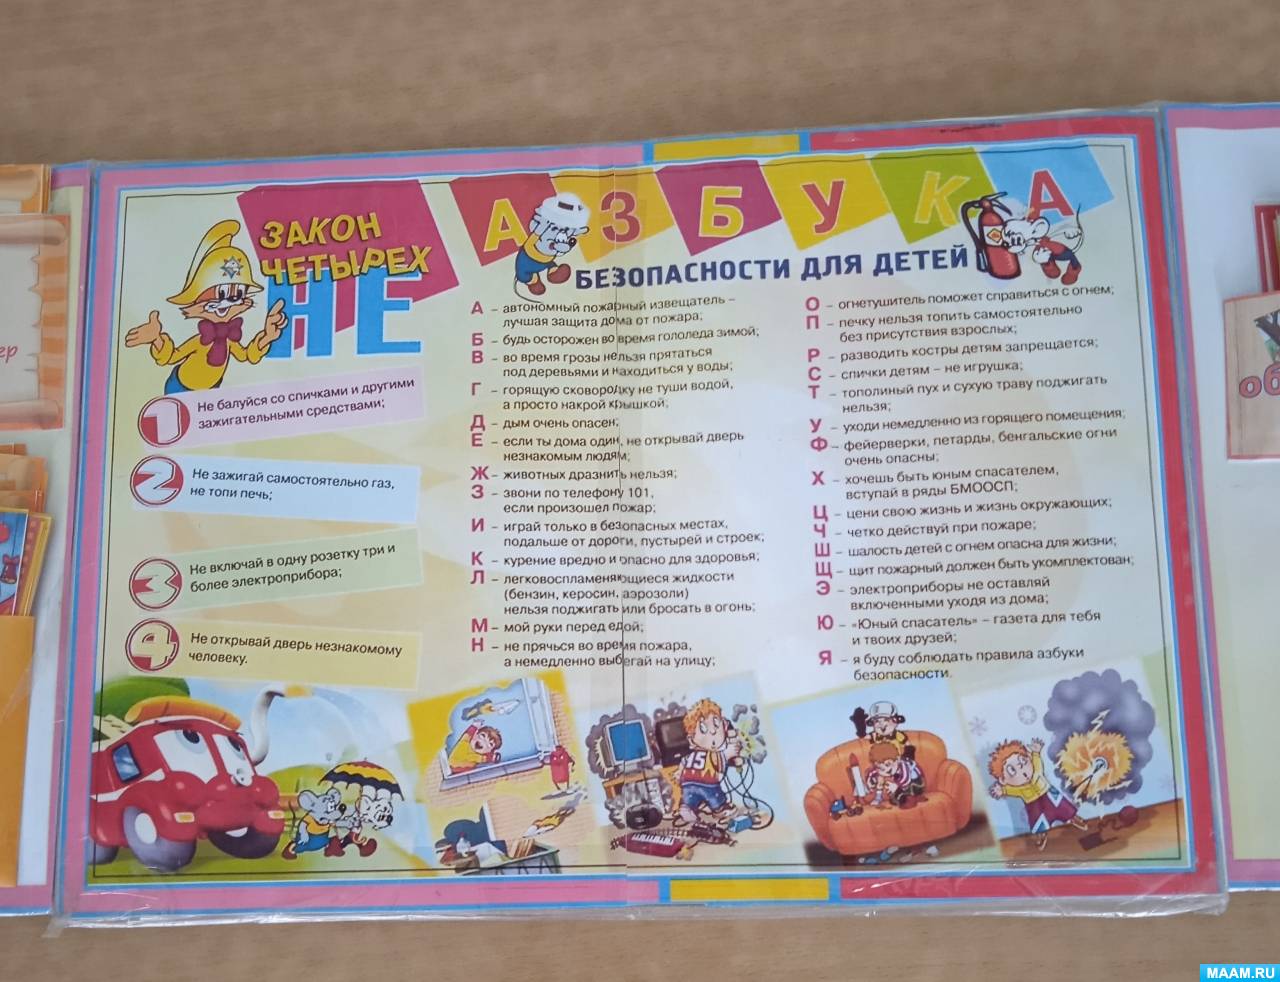 ЗАКОН
ЧЕТЫРЕХ
НЕ
1 Не балуйся со спичками и другими
зажигательными средствами;
2 Не зажигай самостоятельно газ,
не топи печь;
3 Не включай в одну розетку три и
более электроприбора;
4 Не открывай дверь незнакомому
человеку.
АЗБУКА
БЕЗОПАСНОСТИ ДЛЯ ДЕТЕЙ
А – автономный пожарный извещатель –
лучшая защита дома от пожара;
Б – будь осторожен во время гололеда зимой;
В – во время грозы нельзя прятаться
под деревьями и находиться у воды;
Г – горящую сковородку не туши водой,
а просто накрой крышкой;
Д – дым очень опасен;
Е – если ты дома один, не открывай дверь
незнакомым людям;
Ж – животных дразнить нельзя;
З – звони по телефону 101,
если произошел пожар;
И – играй только в безопасных местах,
подальше от дороги, пустырей и строек;
К – курение вредно и опасно для здоровья;
Л – легковоспламеняющиеся жидкости
(бензин, керосин, аэрозоли)
нельзя поджигать или бросать в огонь;
М – мой руки перед едой;
Н – не прячься во время пожара,
а немедленно выбегай на улицу;
О – огнетушитель поможет справиться с огнем;
П – печку нельзя топить самостоятельно
без присутствия взрослых;
Р – разводить костры детям запрещается;
С – спички детям – не игрушка;
Т – тополиный пух и сухую траву поджигать
нельзя;
У – уходи немедленно из горящего помещения;
Ф – фейерверки, петарды, бенгальские огни
очень опасны;
Х – хочешь быть юным спасателем,
вступай в ряды БМООСП;
Ц – цени свою жизнь и жизнь окружающих;
Ч – четко действуй при пожаре;
Ш – шалость детей с огнем опасна для жизни;
Щ – щит пожарный должен быть укомплектован;
Э – электроприборы не оставляй
включенными уходя из дома;
Ю – «Юный спасатель» – газета для тебя
и твоих друзей;
Я – я буду соблюдать правила азбуки
безопасности.
15
MAAM.RU